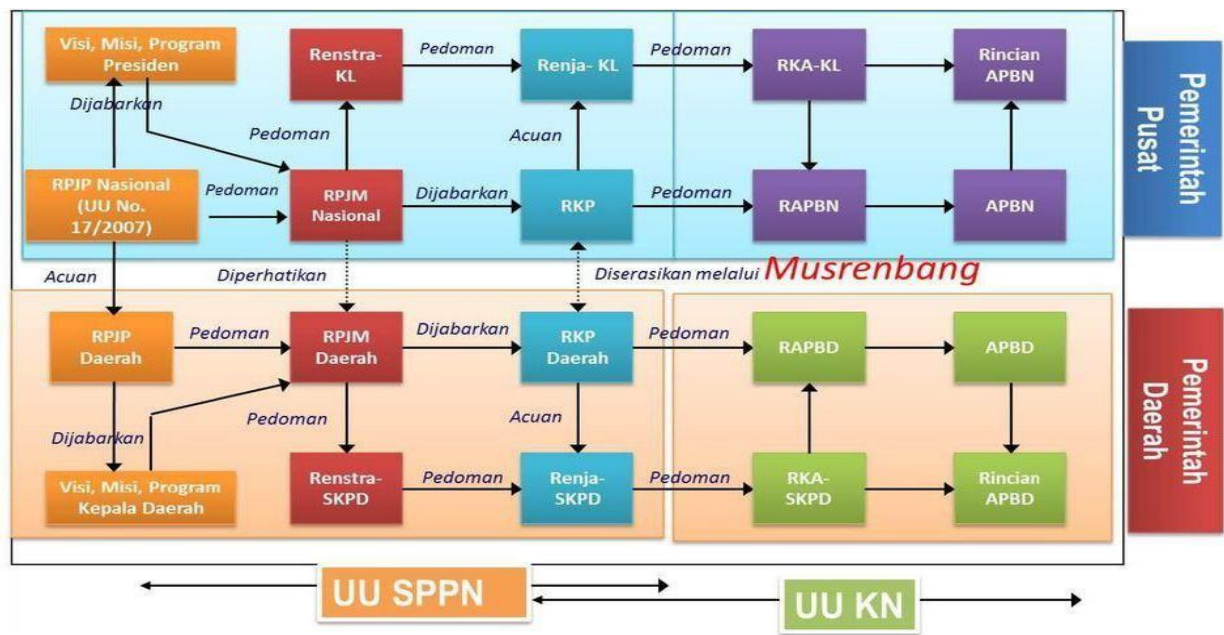 Visi, Misi, Program
Presiden
Renstra-
KL
Pedoman
Renja- KL
Pedoman
RKA-KL
Rincian
APBN
Dijabarkan
Pedoman
Acuan
RPJP Nasional
(UU No.
17/2007)
Pedoman
RPJM
Nasional
Dijabarkan
RKP
Pedoman
RAPBN
APBN
Pemerintah
Pusat
Acuan
Diperhatikan
Diserasikan melalui Musrenbang
RPJP
Daerah
Pedoman
RPJM
Daerah
Dijabarkan
RKP
Daerah
Pedoman
RAPBD
APBD
Dijabarkan
Pedoman
Acuan
Visi, Misi, Program
Kepala Daerah
Renstra-
SKPD
Pedoman
Renja-
SKPD
Pedoman
RKA-
SKPD
Rincian
APBD
Pemerintah
Daerah
UU SPPN
UU KN